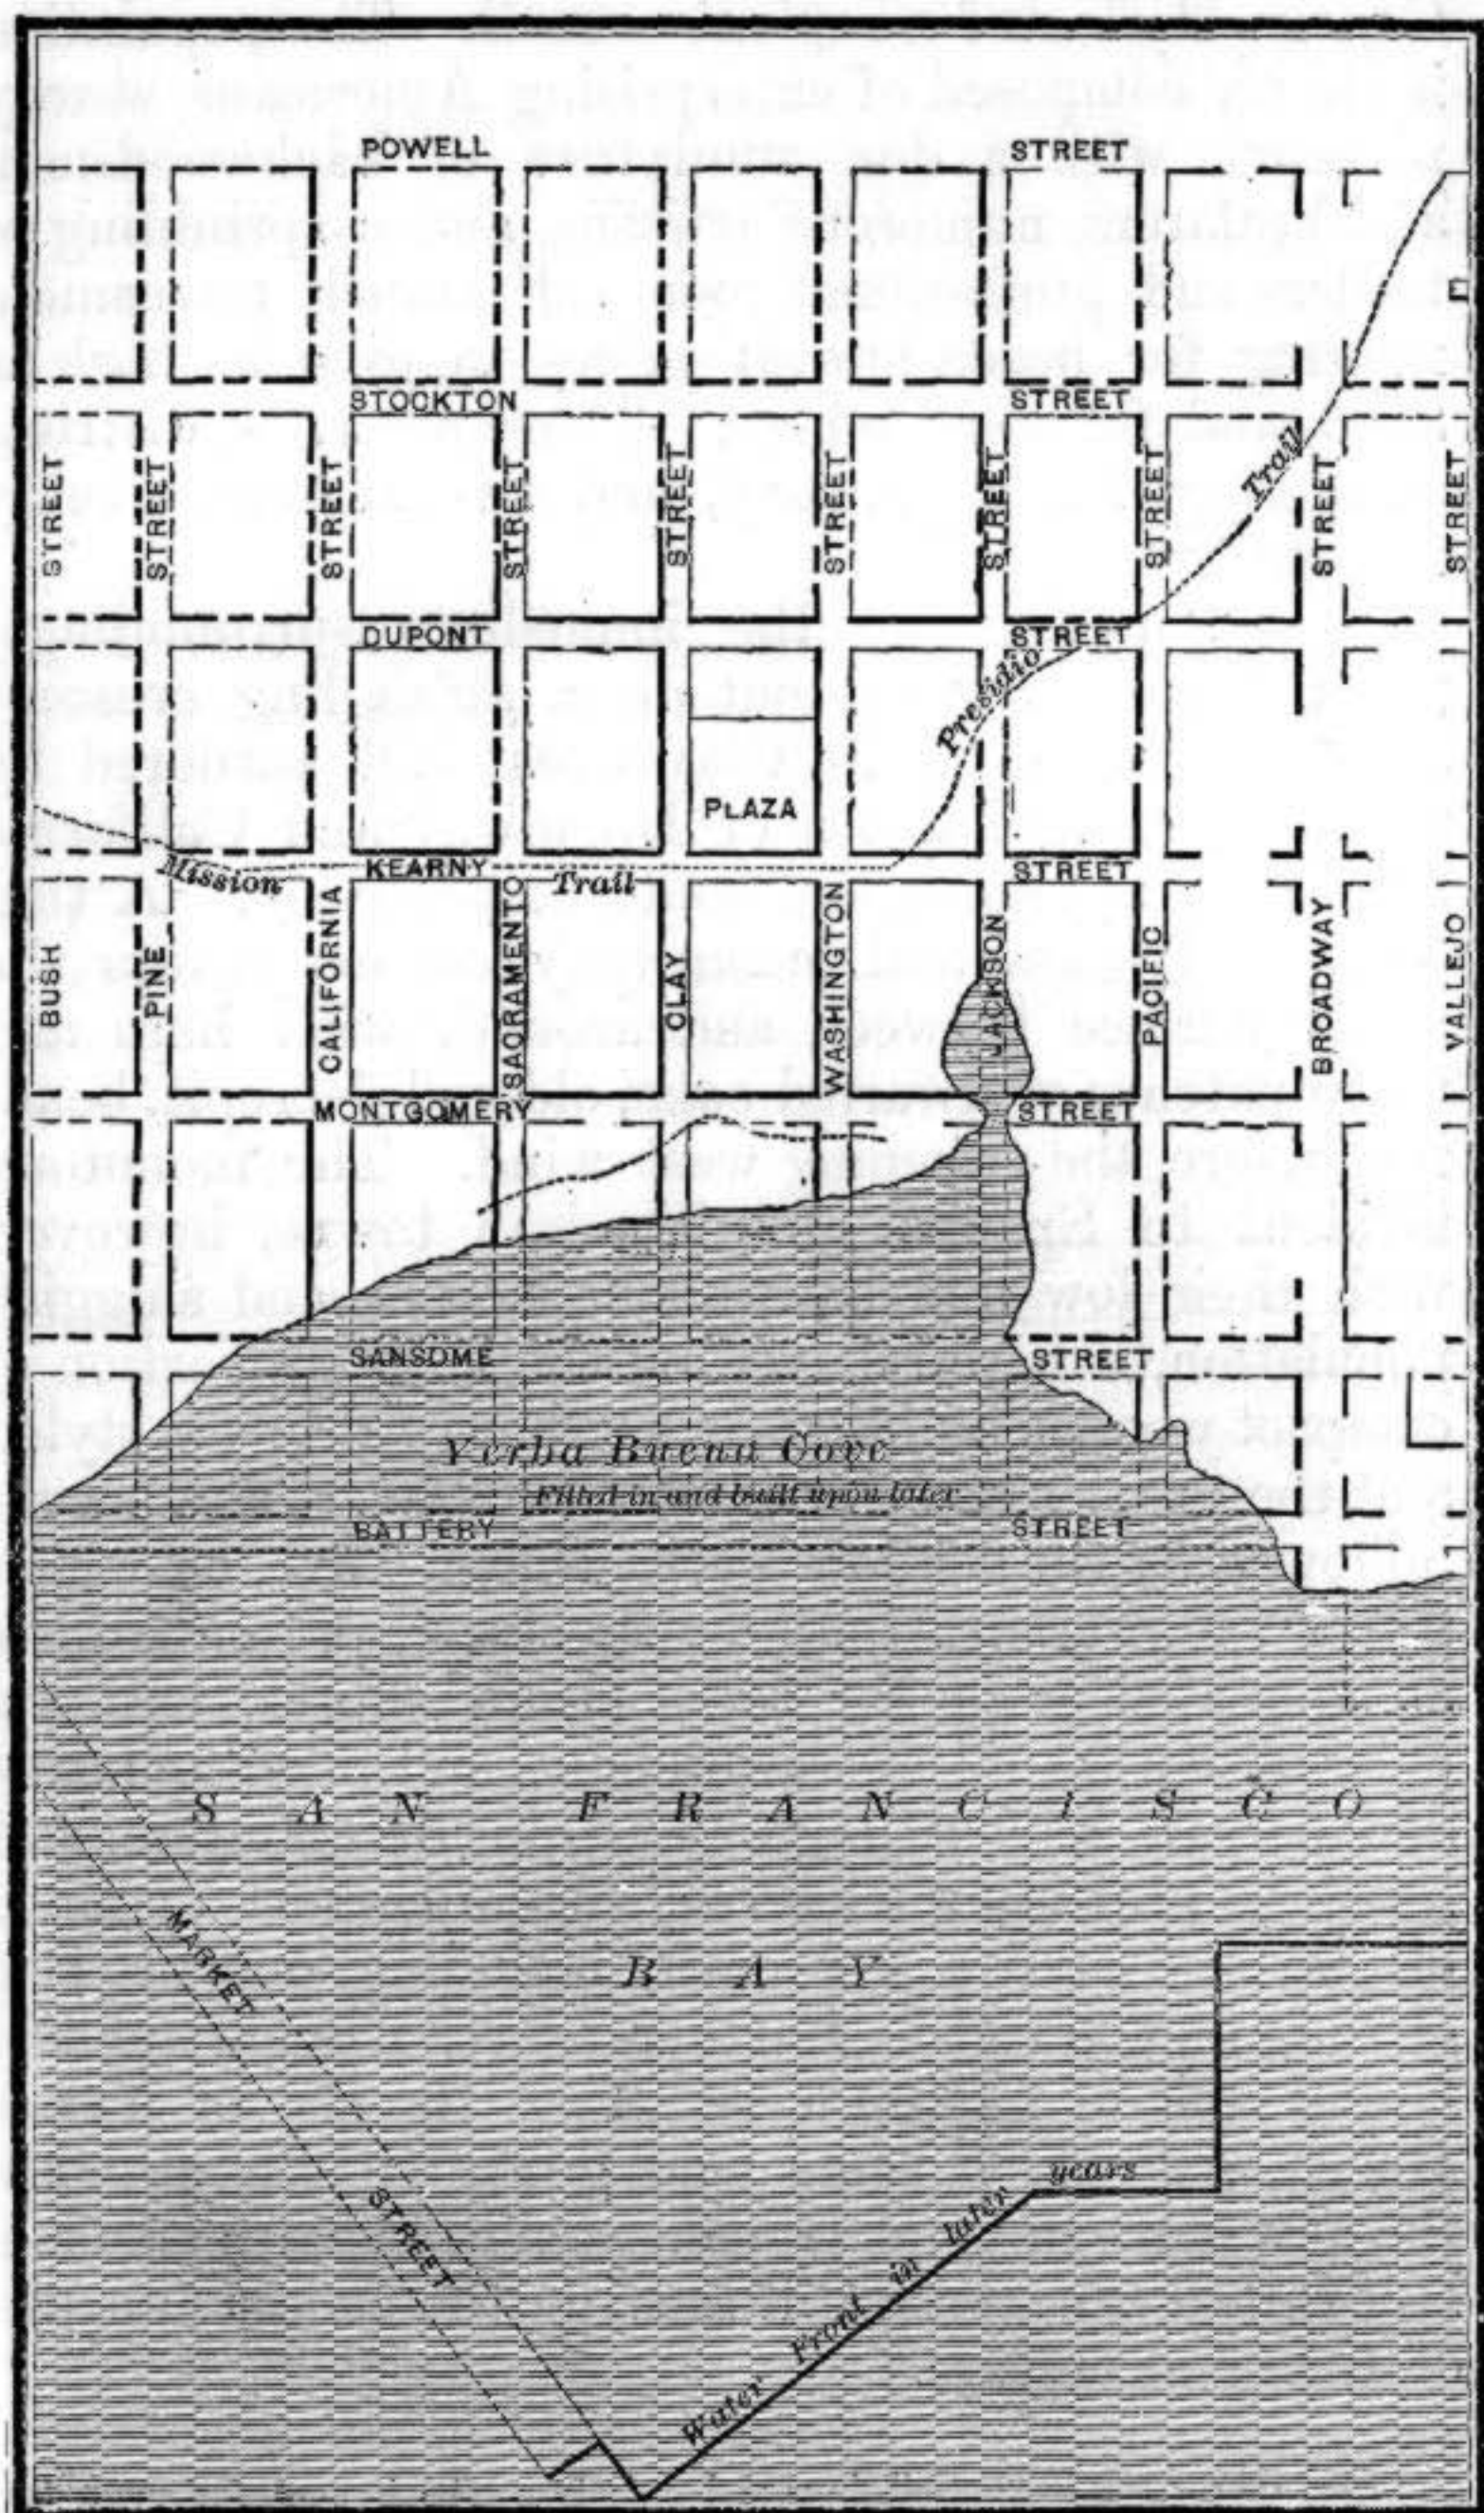 POWELL STREET
STOCKTON STREET
STREET
STREET
STREET
STREET
STREET
STREET
STREET
STREET
STREET
STREET
Trail
DUPONT STREET
Presidio
PLAZA
Mission
KEARNY
Trail
STREET
BUSH
PINE
CALIFORNIA
SACRAMENTO
CLAY
WASHINGTON
JACKSON
PACIFIC
BROADWAY
VALLEJO
MONTGOMERY STREET
SANSOME STREET
Yerba Buena Cove
Filled in and built upon later
BATTERY STREET
SAN FRANCISCO
BAY
MARKET
STREET
Water Front in later years